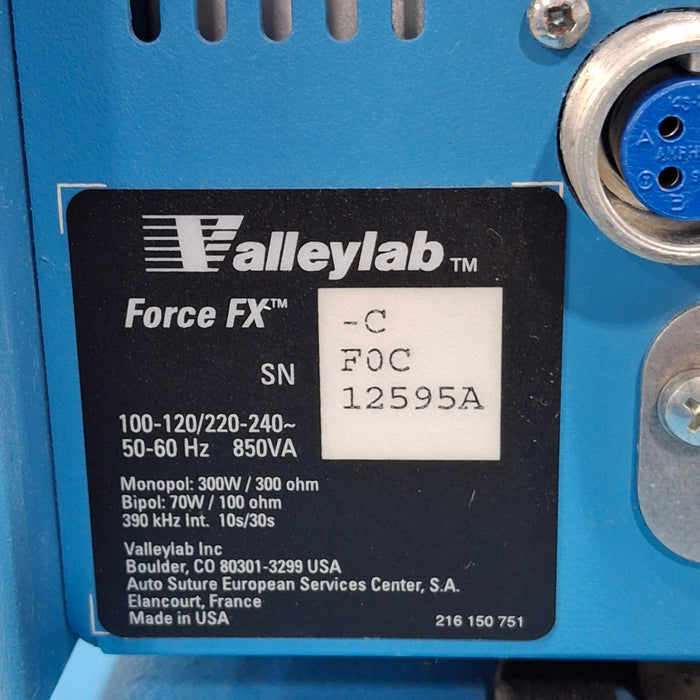 A
B
Valleylab TM
Force FX™
-C
SN
F0C
12595A
100-120/220-240~
50-60 Hz 850VA
Monopol: 300W / 300 ohm
Bipol: 70W / 100 ohm
390 kHz Int. 10s/30s
Valleylab Inc
Boulder, CO 80301-3299 USA
Auto Suture European Services Center, S.A.
Elancourt, France
Made in USA
216 150 751